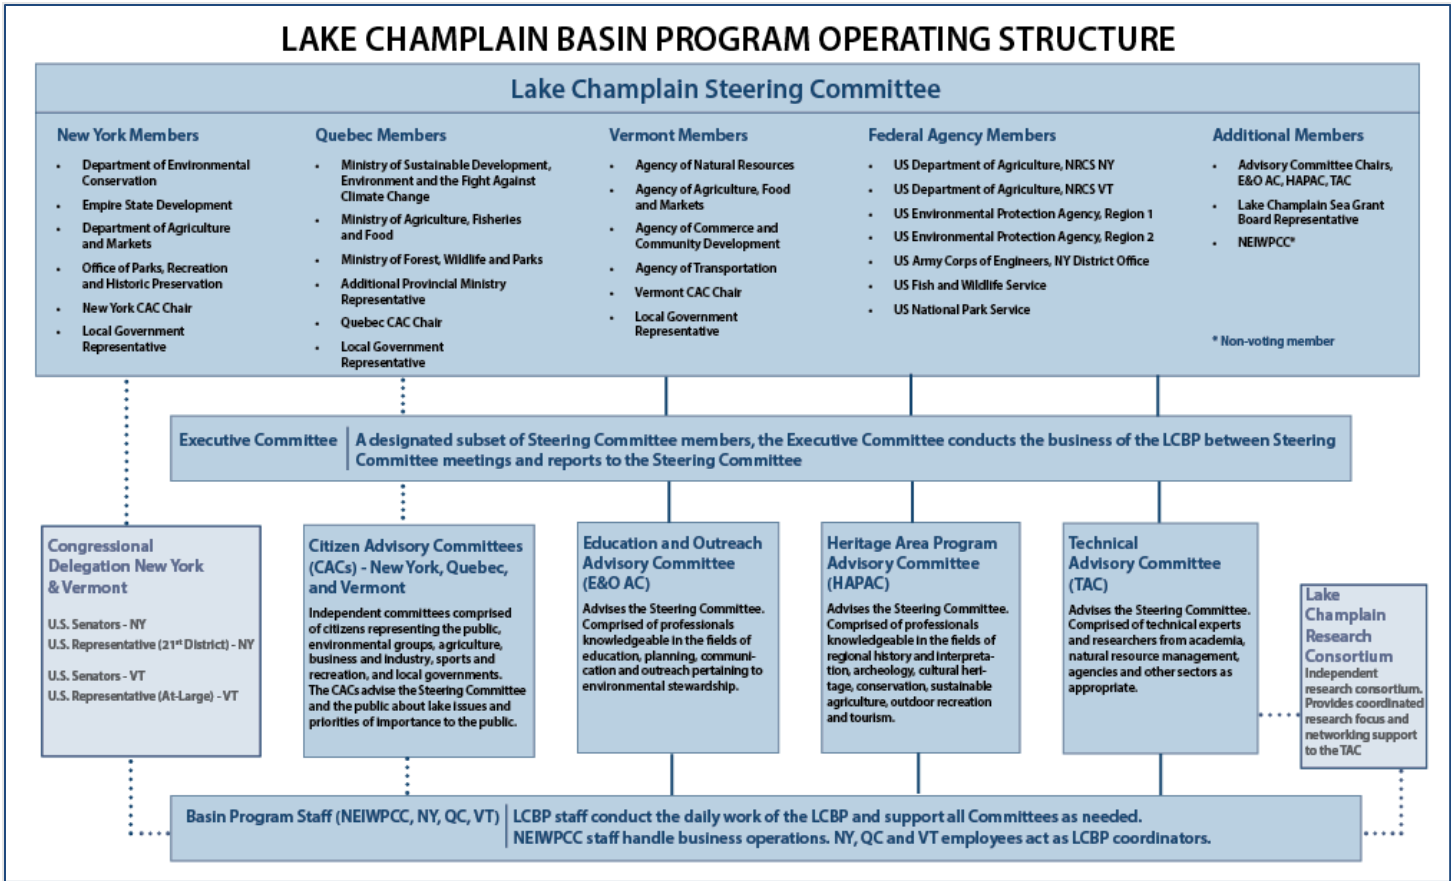 LAKE CHAMPLAIN BASIN PROGRAM OPERATING STRUCTURE
Lake Champlain Steering Committee
New York Members
• Department of Environmental
Conservation
• Empire State Development
• Department of Agriculture
and Markets
• Office of Parks, Recreation
and Historic Preservation
• New York CAC Chair
• Local Government
Representative
Quebec Members
• Ministry of Sustainable Development,
Environment and the Fight Against
Climate Change
• Ministry of Agriculture, Fisheries
and Food
• Ministry of Forest, Wildlife and Parks
• Additional Provincial Ministry
Representative
• Quebec CAC Chair
• Local Government
Representative
Vermont Members
• Agency of Natural Resources
• Agency of Agriculture, Food
and Markets
• Agency of Commerce and
Community Development
• Agency of Transportation
• Vermont CAC Chair
• Local Government
Representative
Federal Agency Members
• US Department of Agriculture, NRCS NY
• US Department of Agriculture, NRCS VT
• US Environmental Protection Agency, Region 1
• US Environmental Protection Agency, Region 2
• US Army Corps of Engineers, NY District Office
• US Fish and Wildlife Service
• US National Park Service
Additional Members
• Advisory Committee Chairs,
E&O AC, HAPAC, TAC
• Lake Champlain Sea Grant
Board Representative
• NEIWPCC*
* Non-voting member
Executive Committee
A designated subset of Steering Committee members, the Executive Committee conducts the business of the LCBP between Steering
Committee meetings and reports to the Steering Committee
Congressional
Delegation New York
& Vermont
U.S. Senators - NY
U.S. Representative (21st District) - NY
U.S. Senators - VT
U.S. Representative (At-Large) - VT
Citizen Advisory Committees
(CACs) - New York, Quebec,
and Vermont
Independent committees comprised
of citizens representing the public,
environmental groups, agriculture,
business and industry, sports and
recreation, and local governments.
The CACs advise the Steering Committee
and the public about lake issues and
priorities of importance to the public.
Education and Outreach
Advisory Committee
(E&O AC)
Advises the Steering Committee.
Comprised of professionals
knowledgeable in the fields of
education, planning, communi-
cation and outreach pertaining to
environmental stewardship.
Heritage Area Program
Advisory Committee
(HAPAC)
Advises the Steering Committee.
Comprised of professionals
knowledgeable in the fields of
regional history and interpreta-
tion, archeology, cultural heri-
tage, conservation, sustainable
agriculture, outdoor recreation
and tourism.
Technical
Advisory Committee
(TAC)
Advises the Steering Committee.
Comprised of technical experts
and researchers from academia,
natural resource management,
agencies and other sectors as
appropriate.
Lake
Champlain
Research
Consortium
Independent
research consortium.
Provides coordinated
research focus and
networking support
to the TAC
Basin Program Staff (NEIWPCC, NY, QC, VT)
LCBP staff conduct the daily work of the LCBP and support all Committees as needed.
NEIWPCC staff handle business operations. NY, QC and VT employees act as LCBP coordinators.